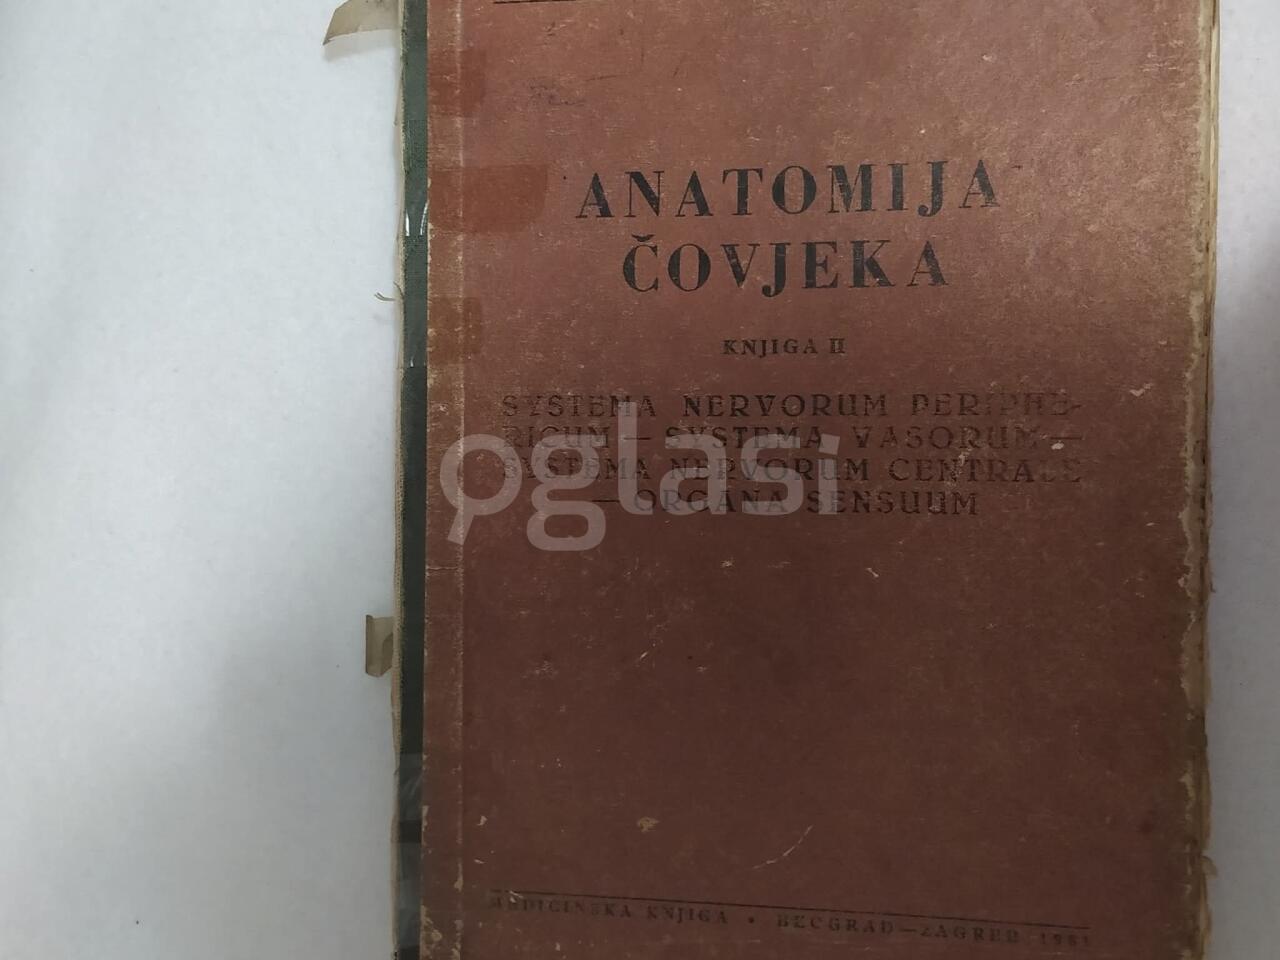 ANATOMIJA
ČOVJEKA
KNJIGA II
SYSTEMA NERVORUM PERIPHE-
RICUM — SYSTEMA VASORUM —
SYSTEMA NERVORUM CENTRALE
— ORGANA SENSUUM
oglasi
MEDICINSKA KNJIGA • BEOGRAD—ZAGREB 1961